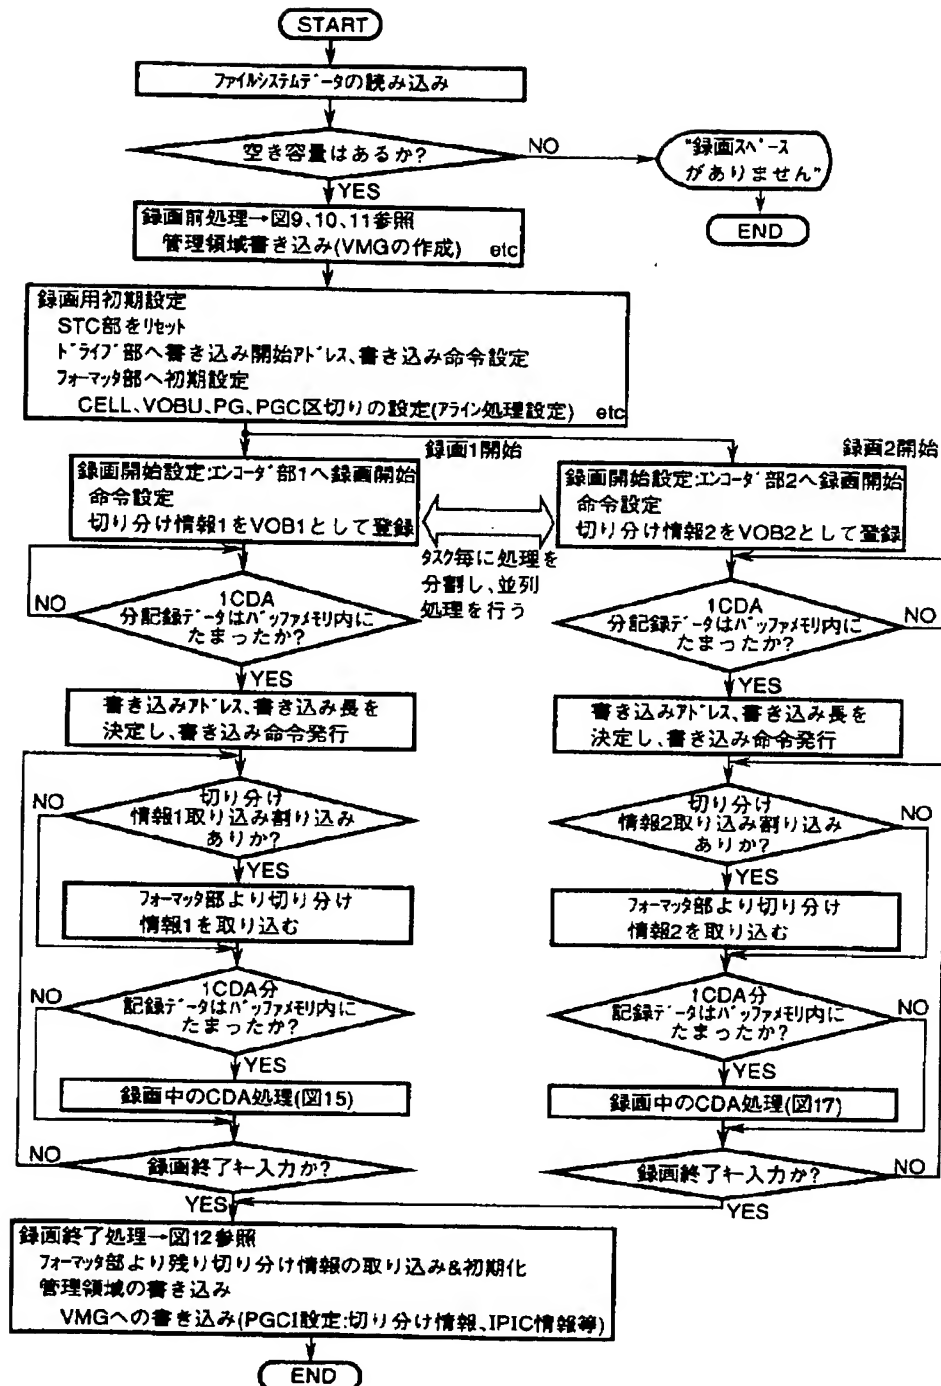 START
ファイルシステムデータの読み込み
空き容量はあるか?
NO
"録画スペース
がありません"
END
YES
録画前処理→図9、10、11参照
管理領域書き込み(VMGの作成) etc
録画用初期設定
STC部をリセット
ドライブ部へ書き込み開始アドレス、書き込み命令設定
フォーマッタ部へ初期設定
CELL、VOBU、PG、PGC区切りの設定(アライン処理設定) etc
録画1開始
録画2開始
録画開始設定:エンコーダ部1へ録画開始
命令設定
切り分け情報1をVOB1として登録
録画開始設定:エンコーダ部2へ録画開始
命令設定
切り分け情報2をVOB2として登録
タスク毎に処理を
分割し、並列
処理を行う
1CDA
分記録データはバッファメモリ内に
たまったか?
NO
YES
1CDA
分記録データはバッファメモリ内に
たまったか?
NO
YES
書き込みアドレス、書き込み長を
決定し、書き込み命令発行
書き込みアドレス、書き込み長を
決定し、書き込み命令発行
NO
切り分け
情報1取り込み割り込み
ありか?
YES
切り分け
情報2取り込み割り込み
ありか?
NO
YES
フォーマッタ部より切り分け
情報1を取り込む
フォーマッタ部より切り分け
情報2を取り込む
NO
1CDA分
記録データはバッファメモリ内に
たまったか?
YES
1CDA分
記録データはバッファメモリ内に
たまったか?
NO
YES
録画中のCDA処理(図15)
録画中のCDA処理(図17)
NO
録画終了キー入力か?
YES
録画終了キー入力か?
NO
YES
録画終了処理→図12参照
フォーマッタ部より残り切り分け情報の取り込み&初期化
管理領域の書き込み
VMGへの書き込み(PGCI設定:切り分け情報、IPIC情報等)
END